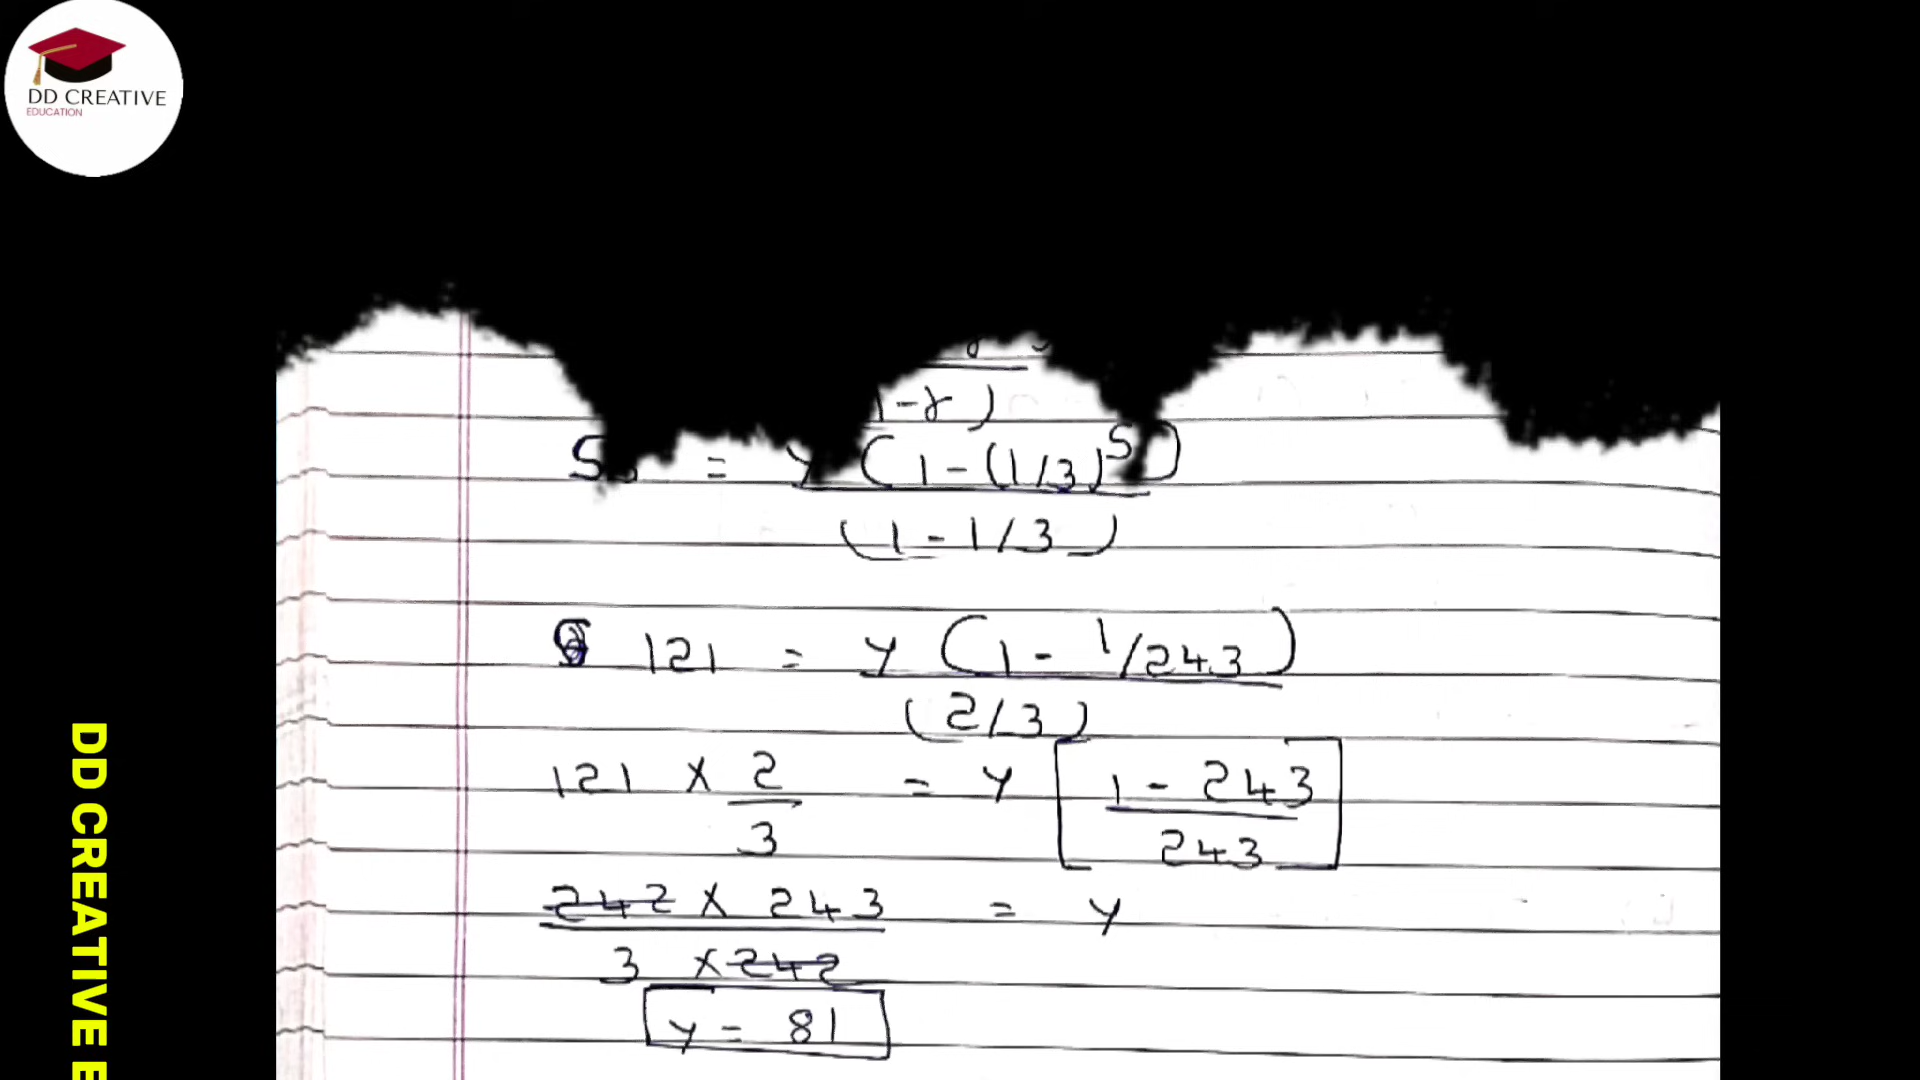 DD CREATIVE
EDUCATION
1-r)
S = y (1-(1/3)^5)
(1-1/3)
121 = y (1-1/243)
(2/3)
121 x 2 = y [1-243
3 243]
242 x 243 = y
3 x 242
y = 81
DD CREATIVE E